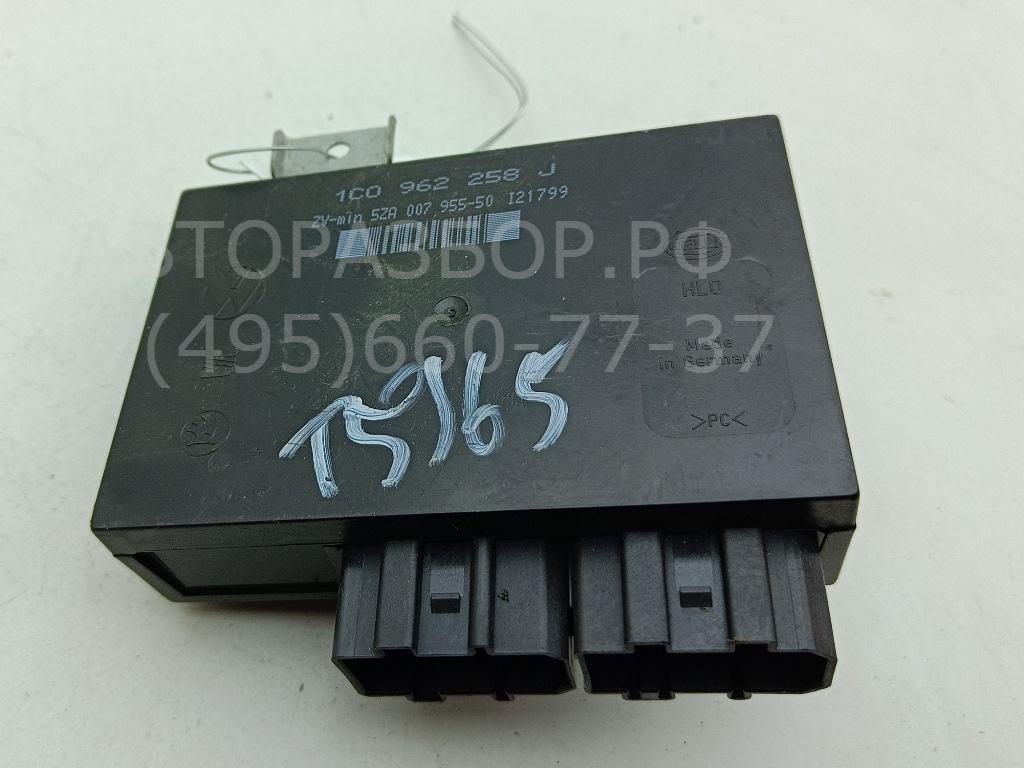 1C0 962 258 J
ZV-min 5ZA 007 955-50 I21799
АВТОРАЗБОР.РФ
HLO
(495)660-77-37
Made
in Germany
T5965
>PC<